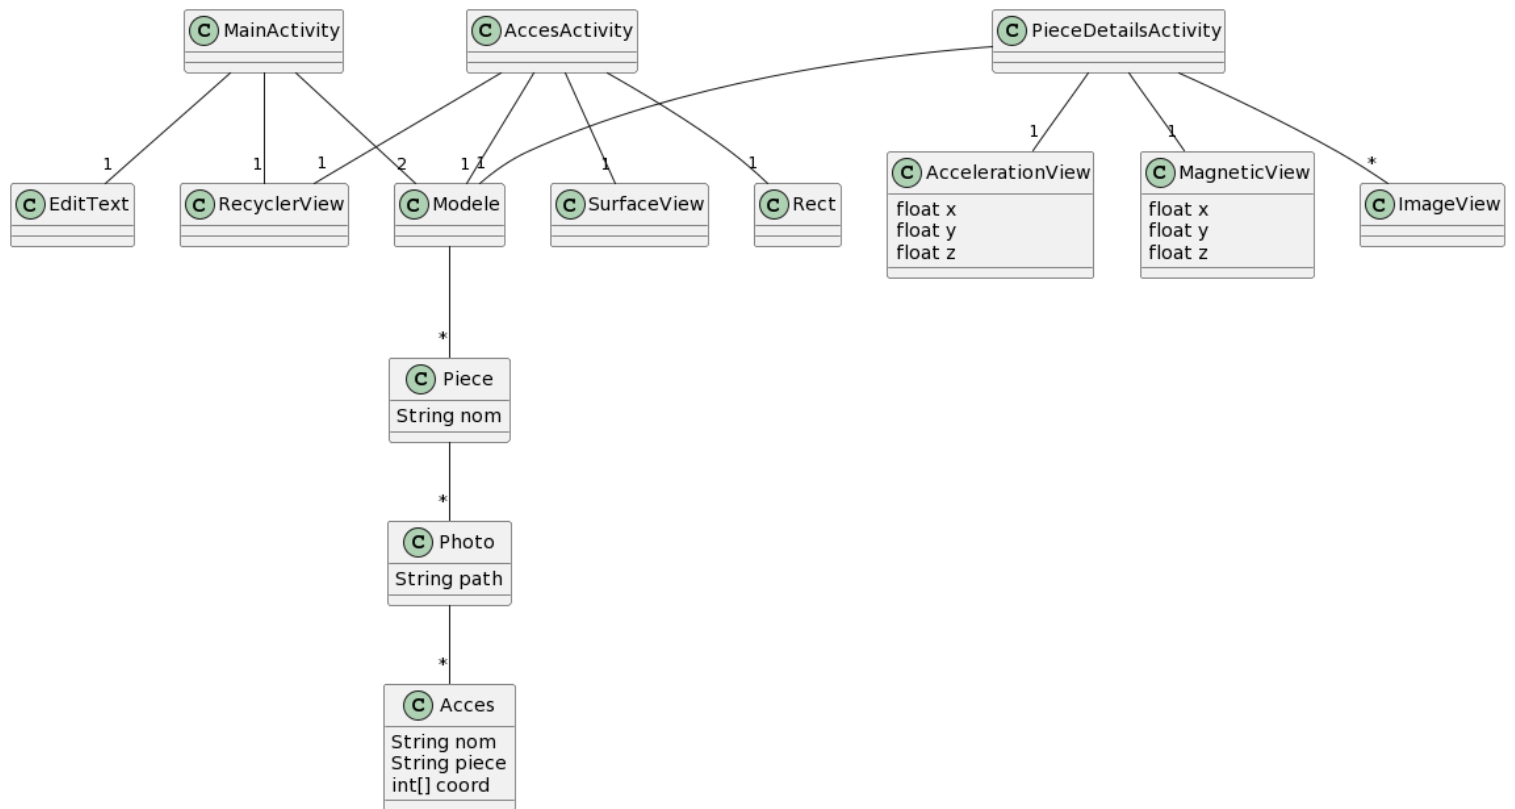 C MainActivity
C AccesActivity
C PieceDetailsActivity
1
1
*
1
1
1
2
1
1
1
1
C AccelerationView
float x
float y
float z
C MagneticView
float x
float y
float z
C EditText
C RecyclerView
C Modele
C SurfaceView
C Rect
C ImageView
*
C Piece
String nom
*
C Photo
String path
*
C Acces
String nom
String piece
int[] coord